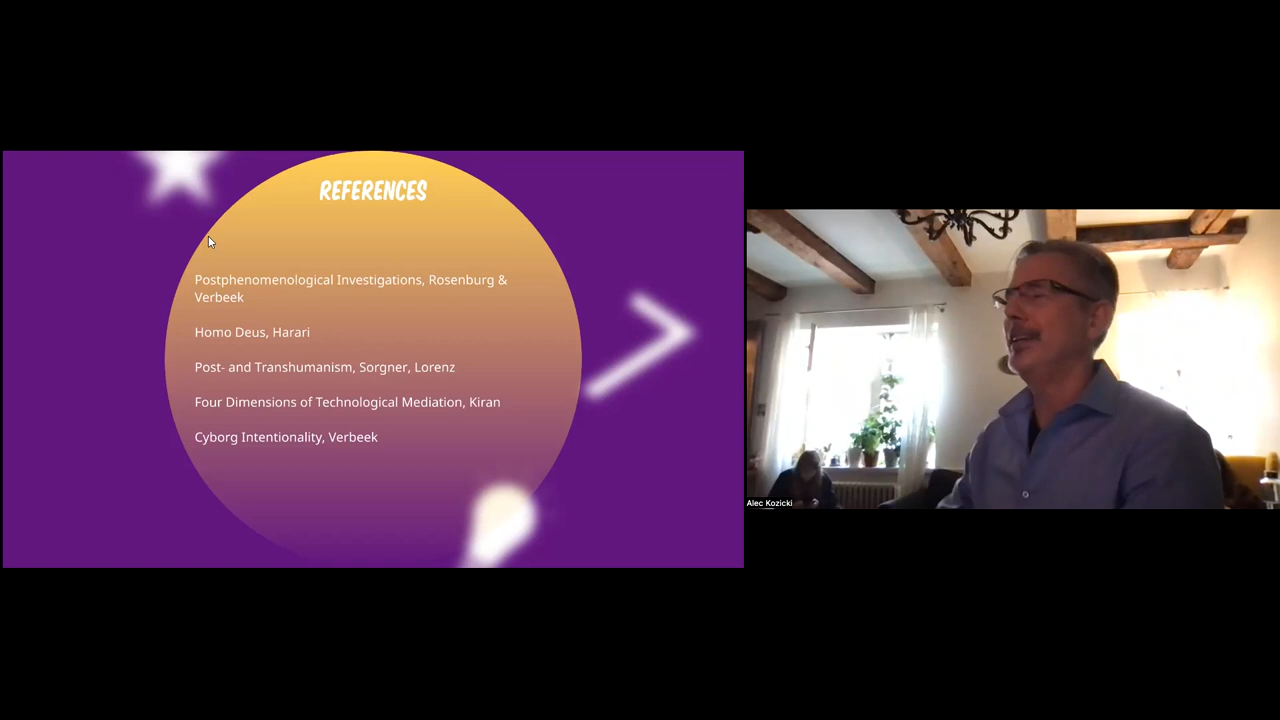 REFERENCES
Postphenomenological Investigations, Rosenburg &
Verbeek
Homo Deus, Harari
Post- and Transhumanism, Sorgner, Lorenz
Four Dimensions of Technological Mediation, Kiran
Cyborg Intentionality, Verbeek
Alec Kozicki